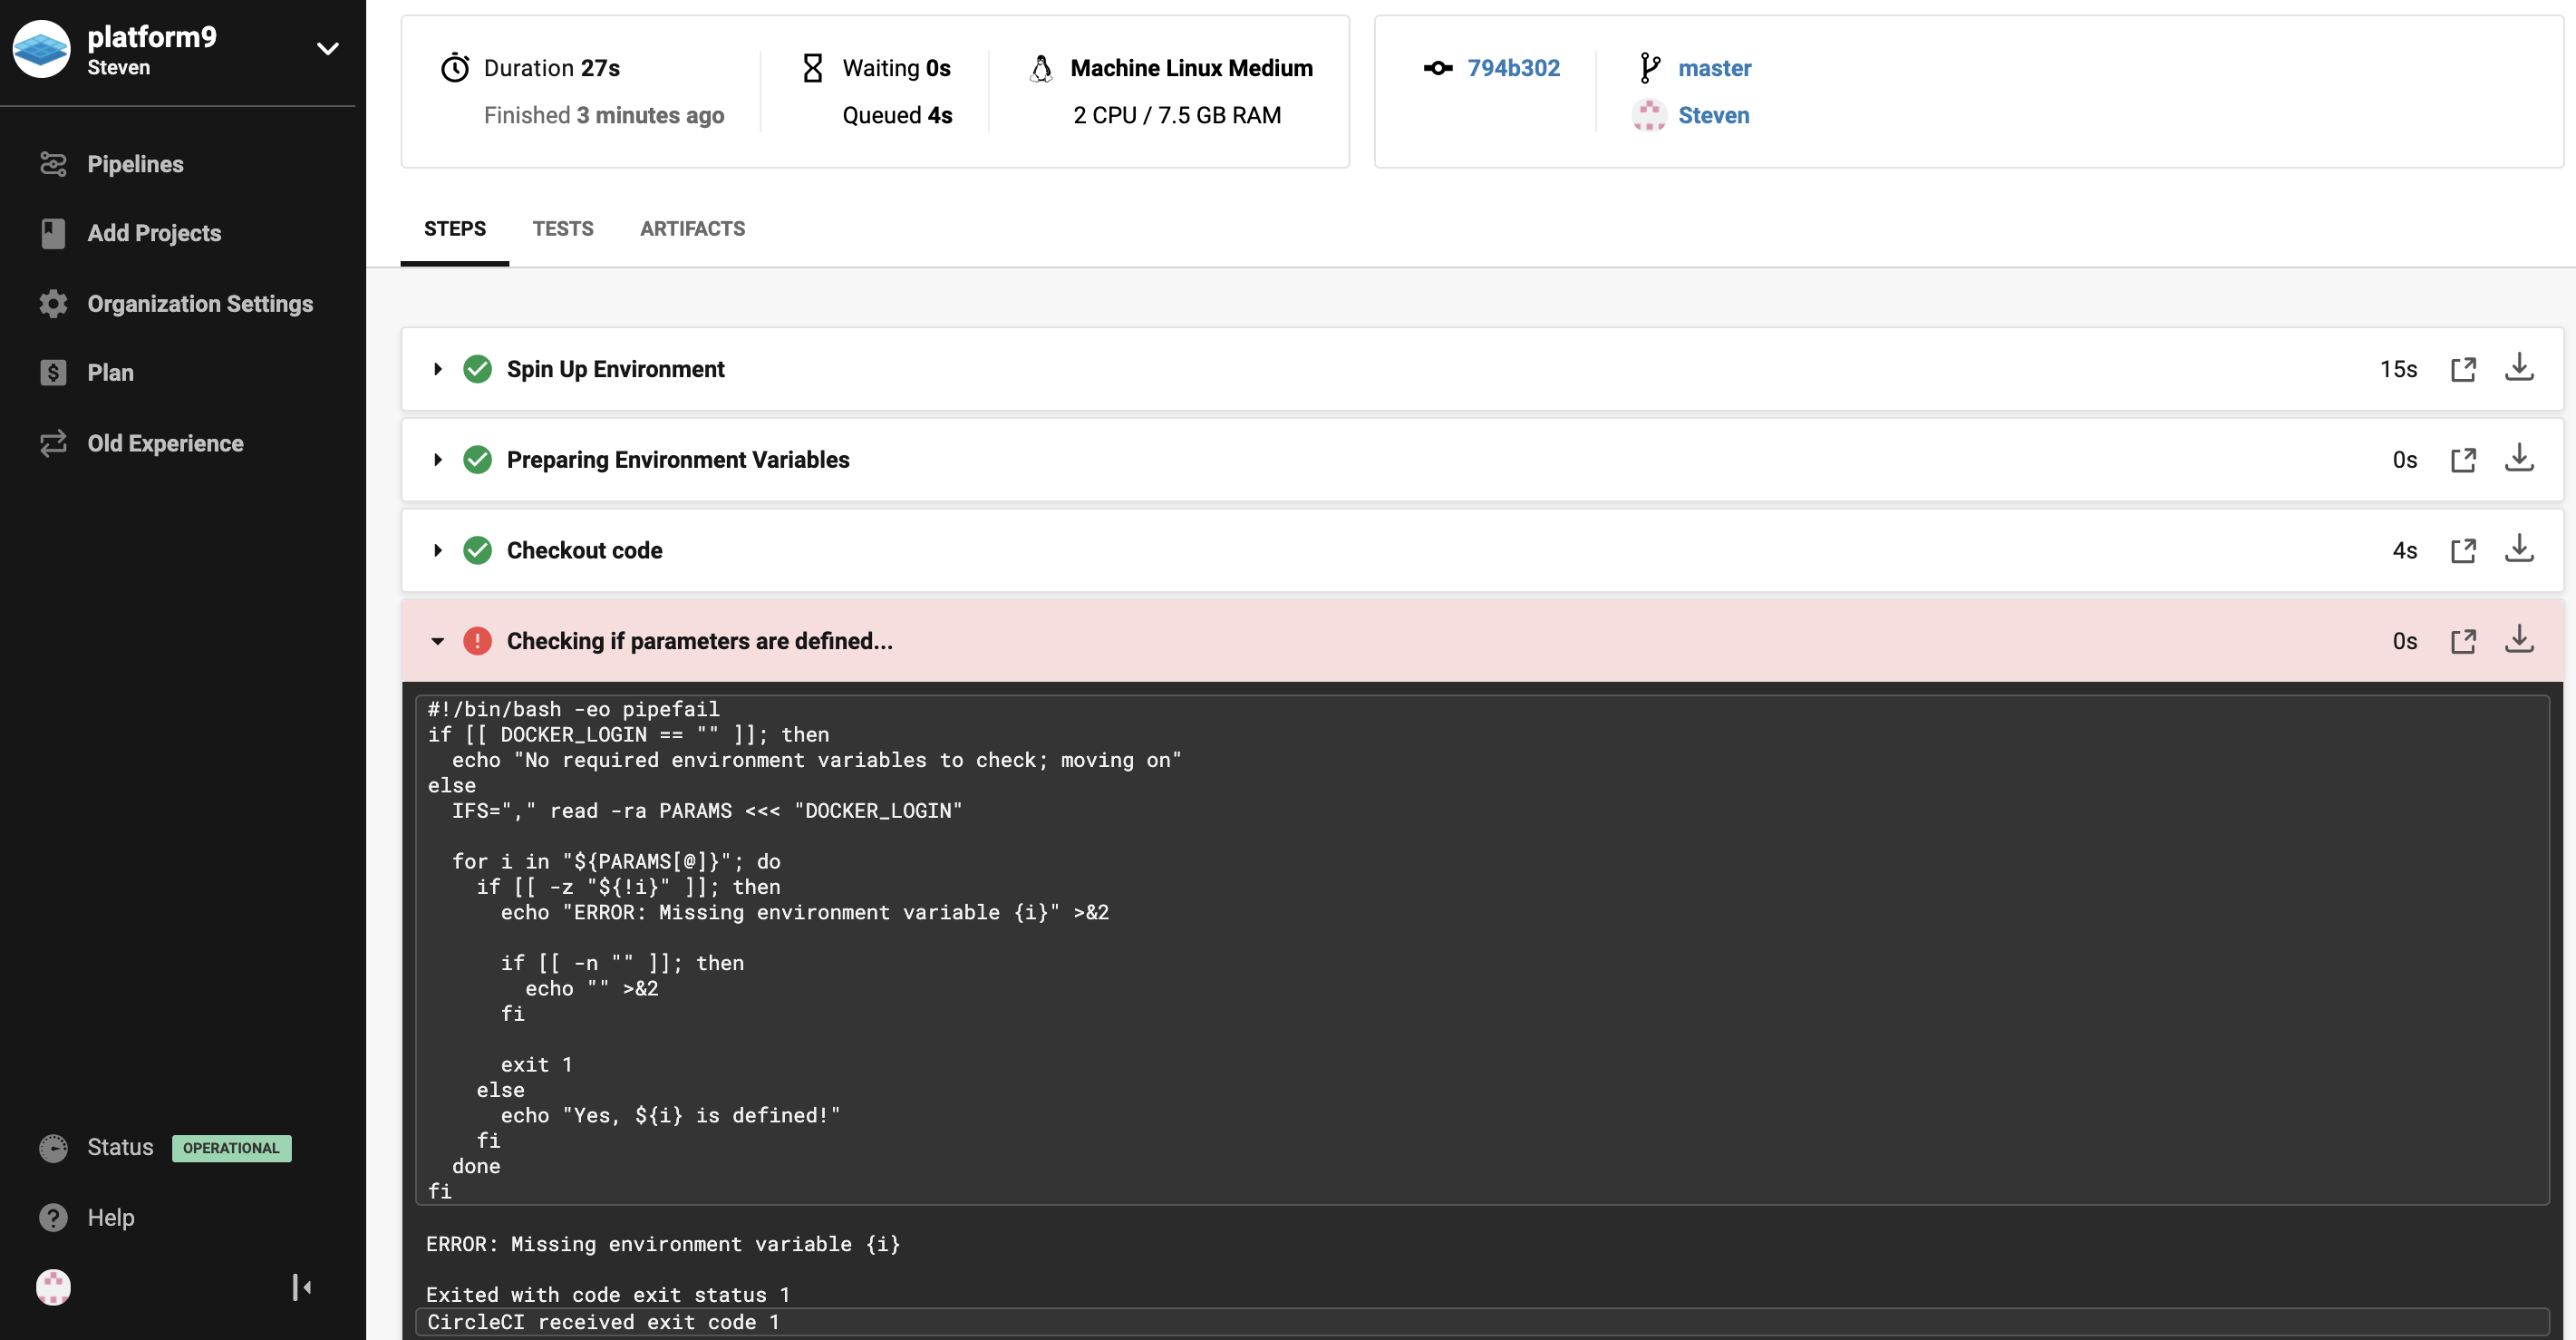 platform9
Steven
Pipelines
Add Projects
Organization Settings
Plan
Old Experience
Status OPERATIONAL
Help
Duration 27s
Finished 3 minutes ago
Waiting 0s
Queued 4s
Machine Linux Medium
2 CPU / 7.5 GB RAM
794b302
master
Steven
STEPS TESTS ARTIFACTS
Spin Up Environment 15s
Preparing Environment Variables 0s
Checkout code 4s
Checking if parameters are defined... 0s
#!/bin/bash -eo pipefail
if [[ DOCKER_LOGIN == "" ]]; then
  echo "No required environment variables to check; moving on"
else
  IFS="," read -ra PARAMS <<< "DOCKER_LOGIN"
  for i in "${PARAMS[@]}"; do
    if [[ -z "${!i}" ]]; then
      echo "ERROR: Missing environment variable {i}" >&2
      if [[ -n "" ]]; then
        echo "" >&2
      fi
      exit 1
    else
      echo "Yes, ${i} is defined!"
    fi
  done
fi
ERROR: Missing environment variable {i}
Exited with code exit status 1
CircleCI received exit code 1